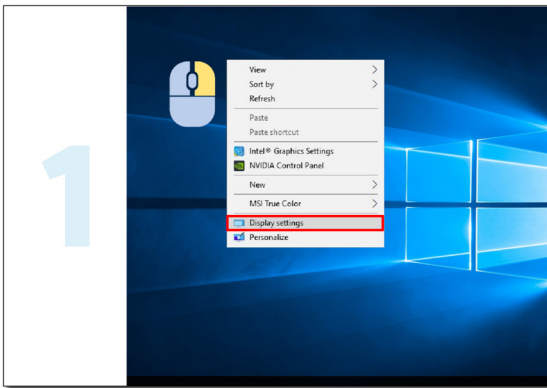 1
View
Sort by
Refresh
Paste
Paste shortcut
Intel® Graphics Settings
NVIDIA Control Panel
New
MSI True Color
Display settings
Personalize